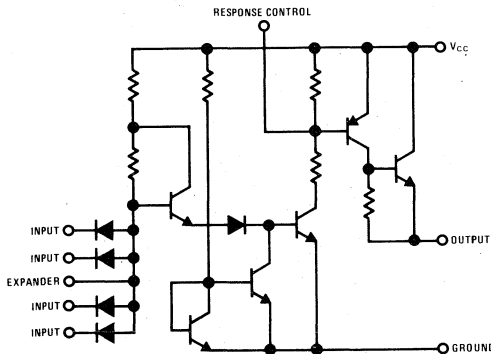 RESPONSE CONTROL
VCC
INPUT
INPUT
EXPANDER
INPUT
INPUT
OUTPUT
GROUND